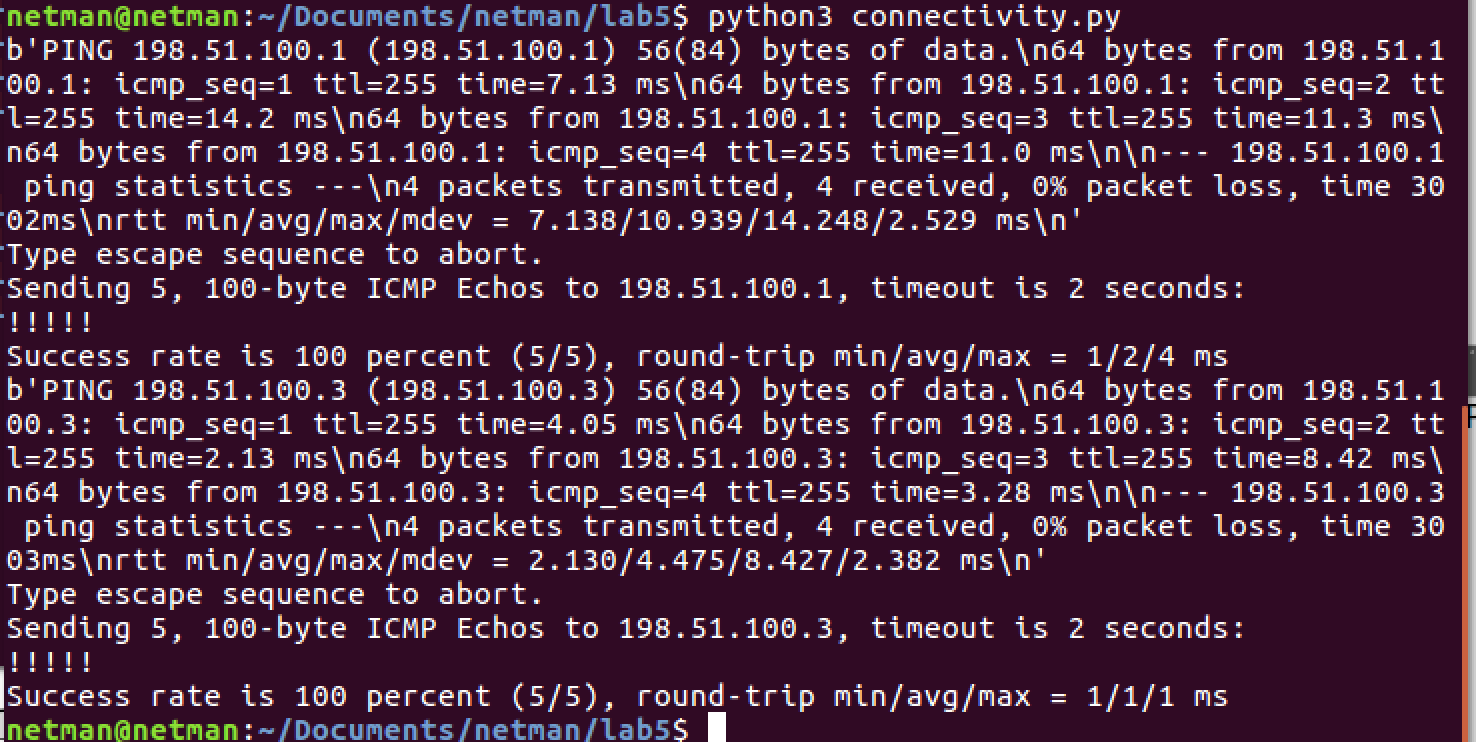 netman@netman:~/Documents/netman/lab5$ python3 connectivity.py
b'PING 198.51.100.1 (198.51.100.1) 56(84) bytes of data.\n64 bytes from 198.51.1
00.1: icmp_seq=1 ttl=255 time=7.13 ms\n64 bytes from 198.51.100.1: icmp_seq=2 tt
l=255 time=14.2 ms\n64 bytes from 198.51.100.1: icmp_seq=3 ttl=255 time=11.3 ms\
n64 bytes from 198.51.100.1: icmp_seq=4 ttl=255 time=11.0 ms\n\n--- 198.51.100.1
 ping statistics ---\n4 packets transmitted, 4 received, 0% packet loss, time 30
02ms\nrtt min/avg/max/mdev = 7.138/10.939/14.248/2.529 ms\n'
Type escape sequence to abort.
Sending 5, 100-byte ICMP Echos to 198.51.100.1, timeout is 2 seconds:
!!!!!
Success rate is 100 percent (5/5), round-trip min/avg/max = 1/2/4 ms
b'PING 198.51.100.3 (198.51.100.3) 56(84) bytes of data.\n64 bytes from 198.51.1
00.3: icmp_seq=1 ttl=255 time=4.05 ms\n64 bytes from 198.51.100.3: icmp_seq=2 tt
l=255 time=2.13 ms\n64 bytes from 198.51.100.3: icmp_seq=3 ttl=255 time=8.42 ms\
n64 bytes from 198.51.100.3: icmp_seq=4 ttl=255 time=3.28 ms\n\n--- 198.51.100.3
 ping statistics ---\n4 packets transmitted, 4 received, 0% packet loss, time 30
03ms\nrtt min/avg/max/mdev = 2.130/4.475/8.427/2.382 ms\n'
Type escape sequence to abort.
Sending 5, 100-byte ICMP Echos to 198.51.100.3, timeout is 2 seconds:
!!!!!
Success rate is 100 percent (5/5), round-trip min/avg/max = 1/1/1 ms
netman@netman:~/Documents/netman/lab5$